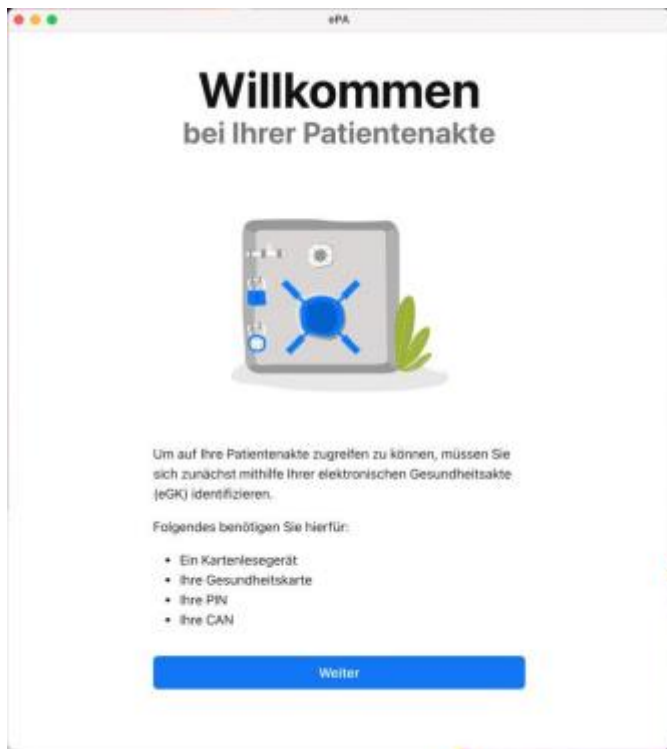 ePA
Willkommen
bei Ihrer Patientenakte
Um auf Ihre Patientenakte zugreifen zu können, müssen Sie
sich zunächst mithilfe Ihrer elektronischen Gesundheitsakte
(eGK) identifizieren.
Folgendes benötigen Sie hierfür:
• Ein Kartenlesegerät
• Ihre Gesundheitskarte
• Ihre PIN
• Ihre CAN
Weiter